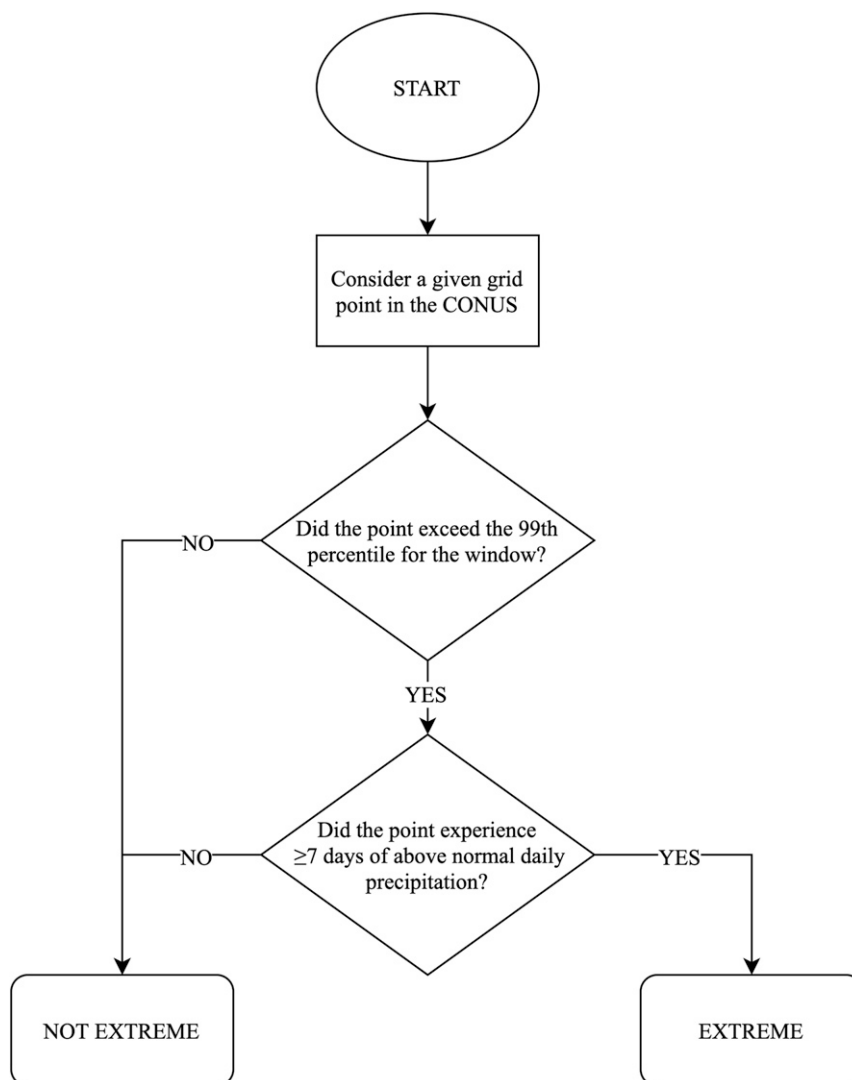 START
Consider a given grid
point in the CONUS
Did the point exceed the 99th
percentile for the window?
NO
YES
Did the point experience
≥7 days of above normal daily
precipitation?
NO
YES
NOT EXTREME
EXTREME